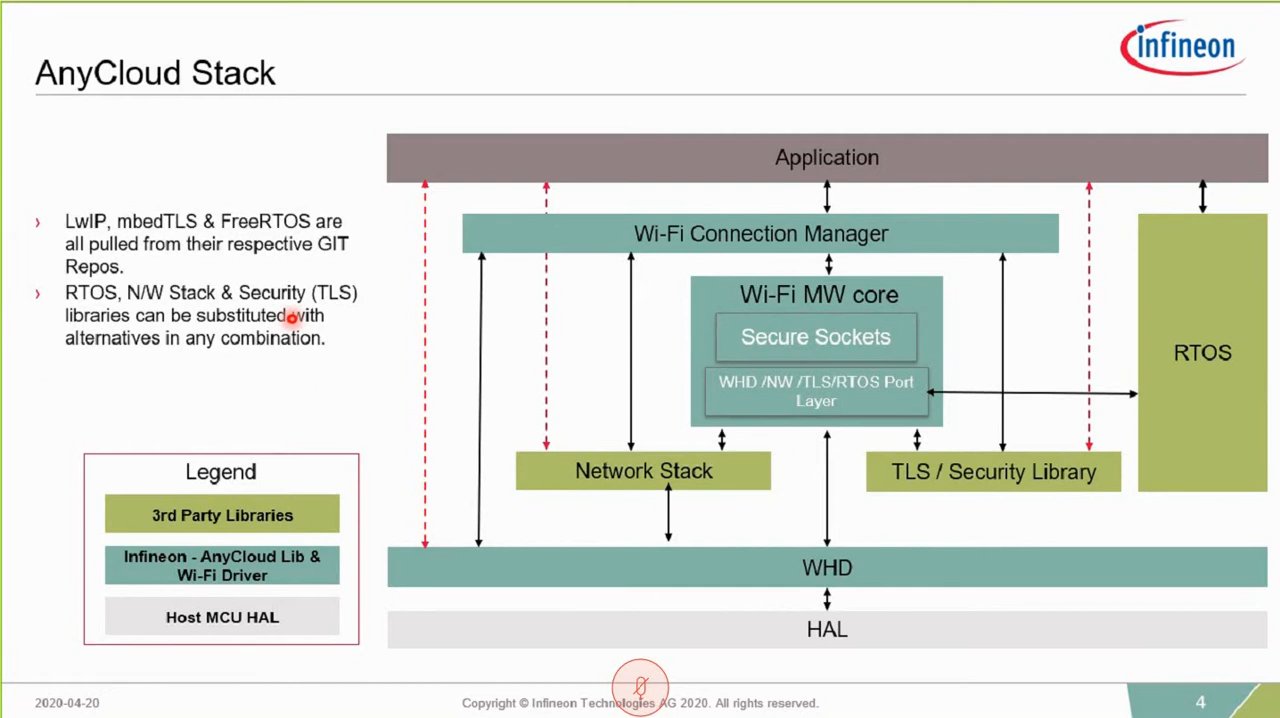 infineon
AnyCloud Stack
› LwIP, mbedTLS & FreeRTOS are
all pulled from their respective GIT
Repos.
› RTOS, N/W Stack & Security (TLS)
libraries can be substituted with
alternatives in any combination.
Legend
3rd Party Libraries
Infineon - AnyCloud Lib &
Wi-Fi Driver
Host MCU HAL
Application
Wi-Fi Connection Manager
Wi-Fi MW core
Secure Sockets
WHD /NW /TLS/RTOS Port
Layer
RTOS
Network Stack
TLS / Security Library
WHD
HAL
2020-04-20
Copyright © Infineon Technologies AG 2020. All rights reserved.
4